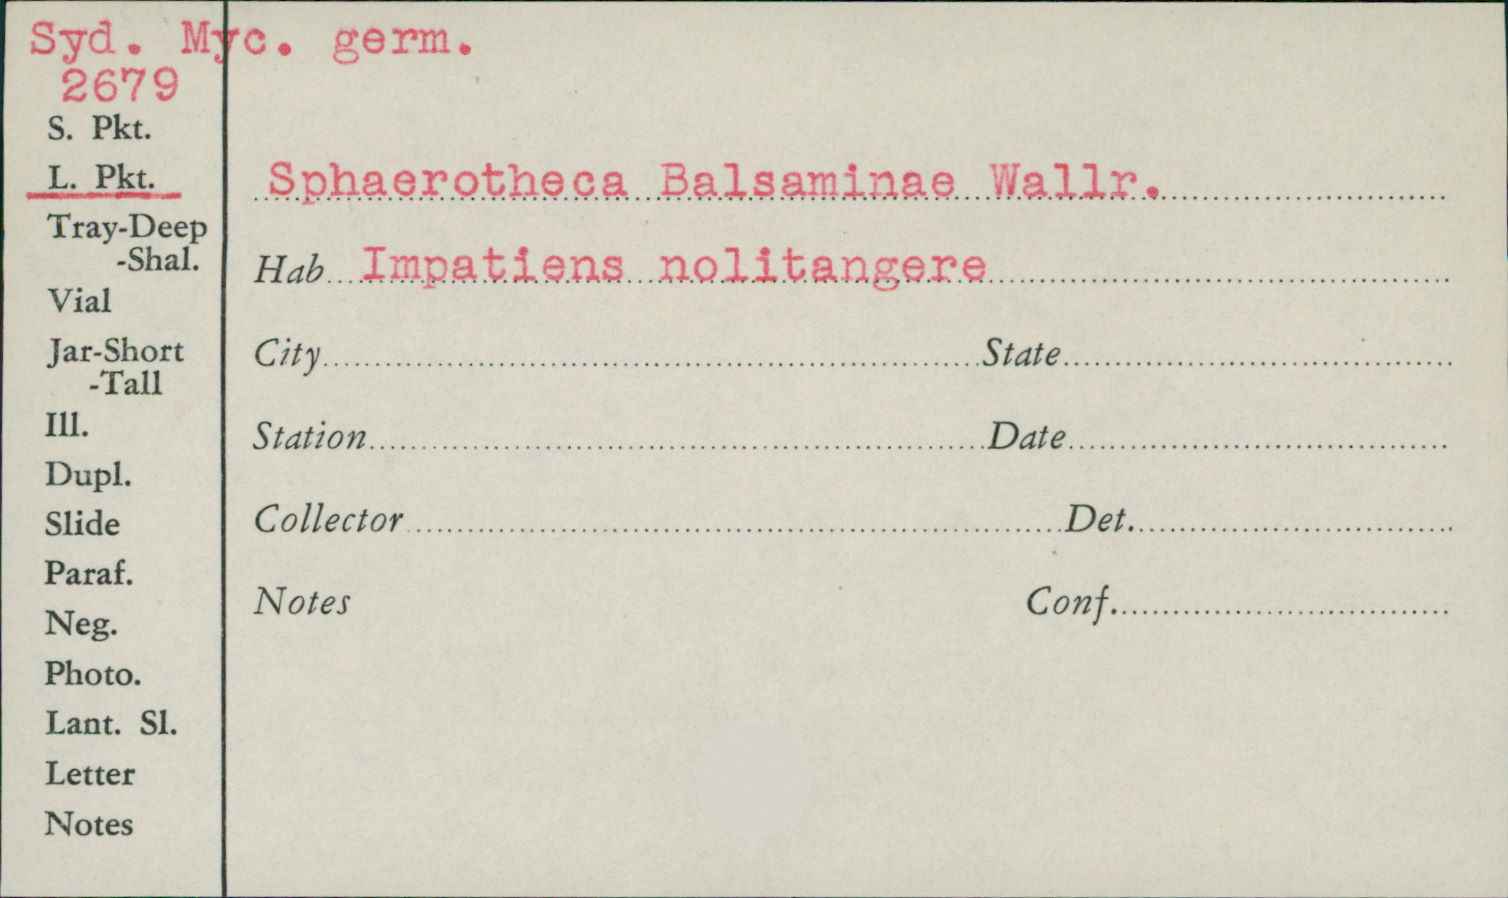 Syd. Myc. germ.
2679
S. Pkt.
L. Pkt.
Tray-Deep
-Shal.
Vial
Jar-Short
-Tall
Ill.
Dupl.
Slide
Paraf.
Neg.
Photo.
Lant. Sl.
Letter
Notes
Sphaerotheca Balsaminae Wallr.
Hab Impatiens nolitangere
City State
Station Date
Collector Det.
Notes Conf.